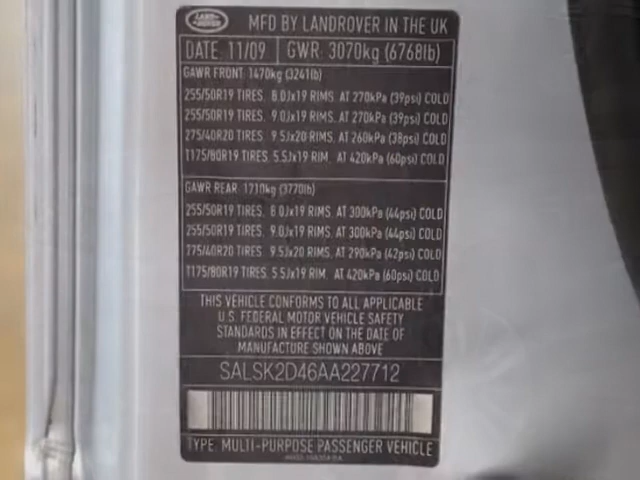 LAND ROVER MFD BY LANDROVER IN THE UK
DATE 11/09 GWR: 3070kg (6768lb)
GAWR FRONT 1470kg (3241lb)
255/50R19 TIRES. 8.0Jx19 RIMS. AT 270kPa (39psi) COLD
255/50R19 TIRES. 9.0Jx19 RIMS. AT 270kPa (39psi) COLD
275/40R20 TIRES. 9.5Jx20 RIMS. AT 260kPa (38psi) COLD
T175/80R19 TIRES. 5.5Jx19 RIM. AT 420kPa (60psi) COLD
GAWR REAR 1710kg (3770lb)
255/50R19 TIRES. 8.0Jx19 RIMS. AT 300kPa (44psi) COLD
255/50R19 TIRES. 9.0Jx19 RIMS. AT 300kPa (44psi) COLD
275/40R20 TIRES. 9.5Jx20 RIMS. AT 290kPa (42psi) COLD
T175/80R19 TIRES. 5.5Jx19 RIM. AT 420kPa (60psi) COLD
THIS VEHICLE CONFORMS TO ALL APPLICABLE
U.S. FEDERAL MOTOR VEHICLE SAFETY
STANDARDS IN EFFECT ON THE DATE OF
MANUFACTURE SHOWN ABOVE
SALSK2D46AA227712
TYPE: MULTI-PURPOSE PASSENGER VEHICLE